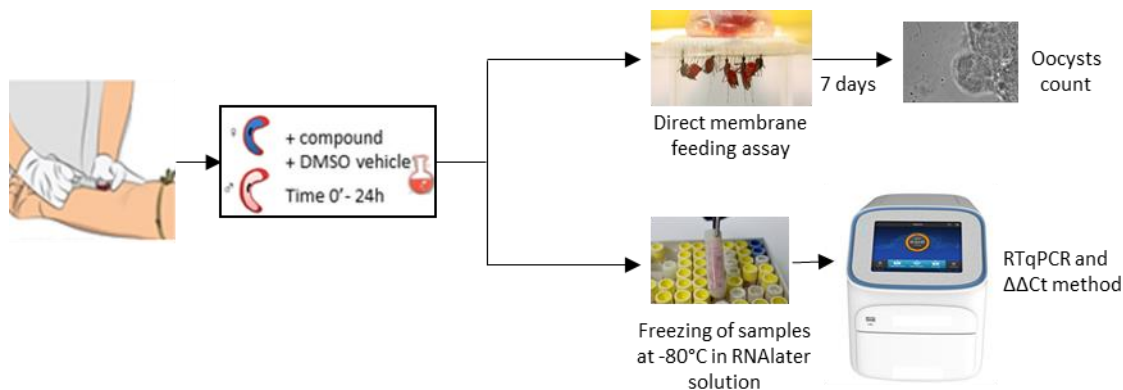 ♀
+ compound
+ DMSO vehicle
♂
Time 0′- 24h
Direct membrane
feeding assay
7 days
Oocysts
count
Freezing of samples
at -80°C in RNAlater
solution
RTqPCR and
ΔΔCt method